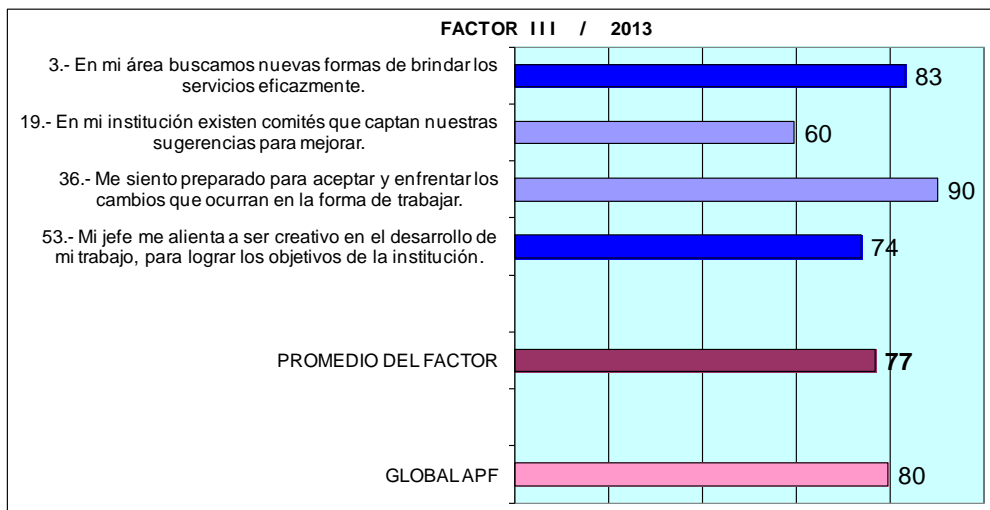 FACTOR III / 2013
3.- En mi área buscamos nuevas formas de brindar los
servicios eficazmente.
83
19.- En mi institución existen comités que captan nuestras
sugerencias para mejorar.
60
36.- Me siento preparado para aceptar y enfrentar los
cambios que ocurran en la forma de trabajar.
90
53.- Mi jefe me alienta a ser creativo en el desarrollo de
mi trabajo, para lograr los objetivos de la institución.
74
PROMEDIO DEL FACTOR
77
GLOBAL APF
80